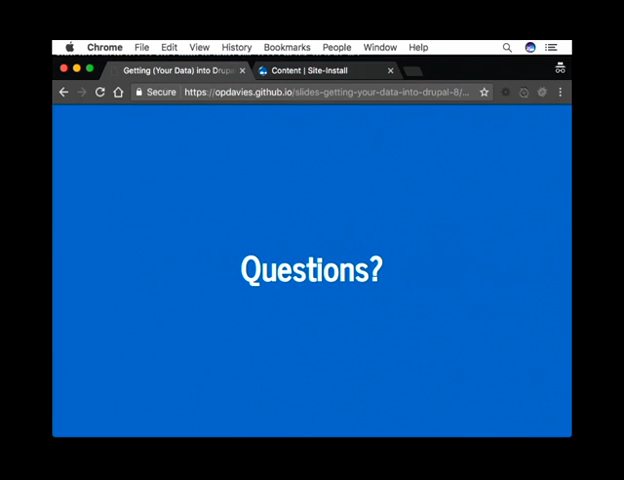 Chrome File Edit View History Bookmarks People Window Help
Getting (Your Data) into Drupa
Content | Site-Install
Secure https://opdavies.github.io/slides-getting-your-data-into-drupal-8/...
Questions?